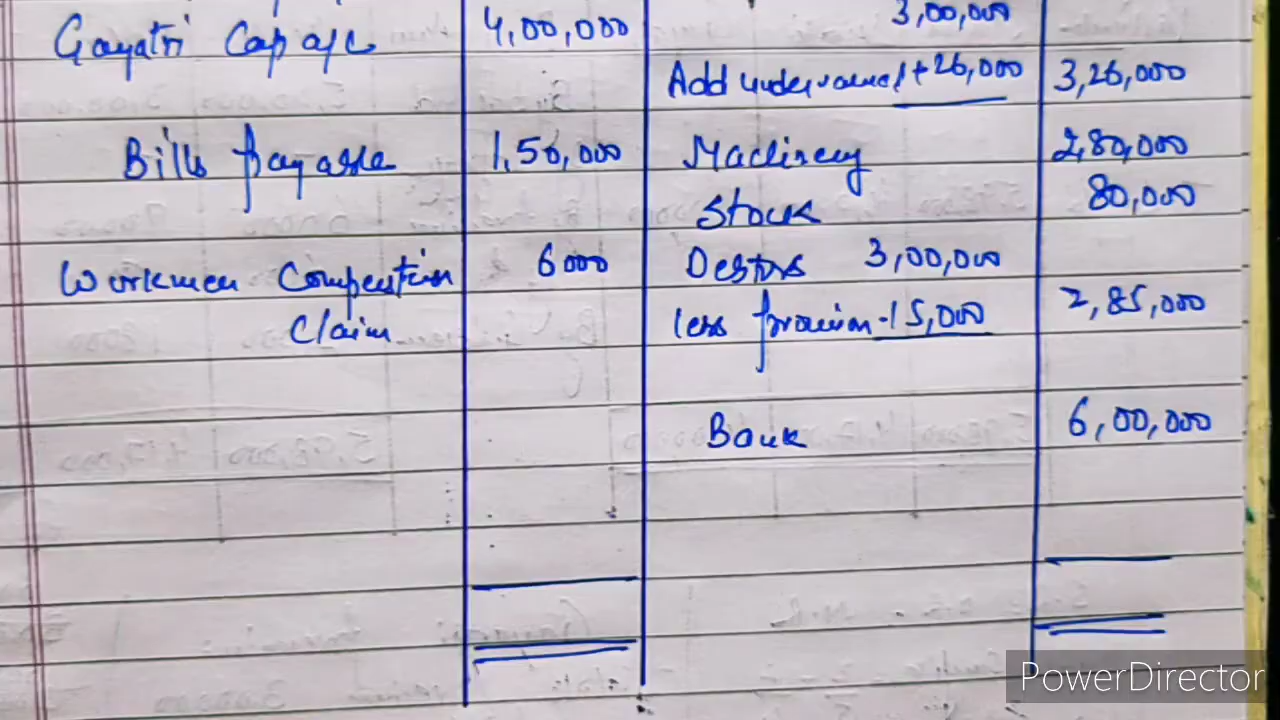 Gayatri Cap a/c 4,00,000 3,00,000
Add undervalued + 26,000 3,26,000
Bills payable 1,50,000 Machinery 2,80,000
Stock 80,000
Workmen Compenstion 6000 Debtors 3,00,000
Claim less provision - 15,000 2,85,000
Bank 6,00,000
PowerDirector